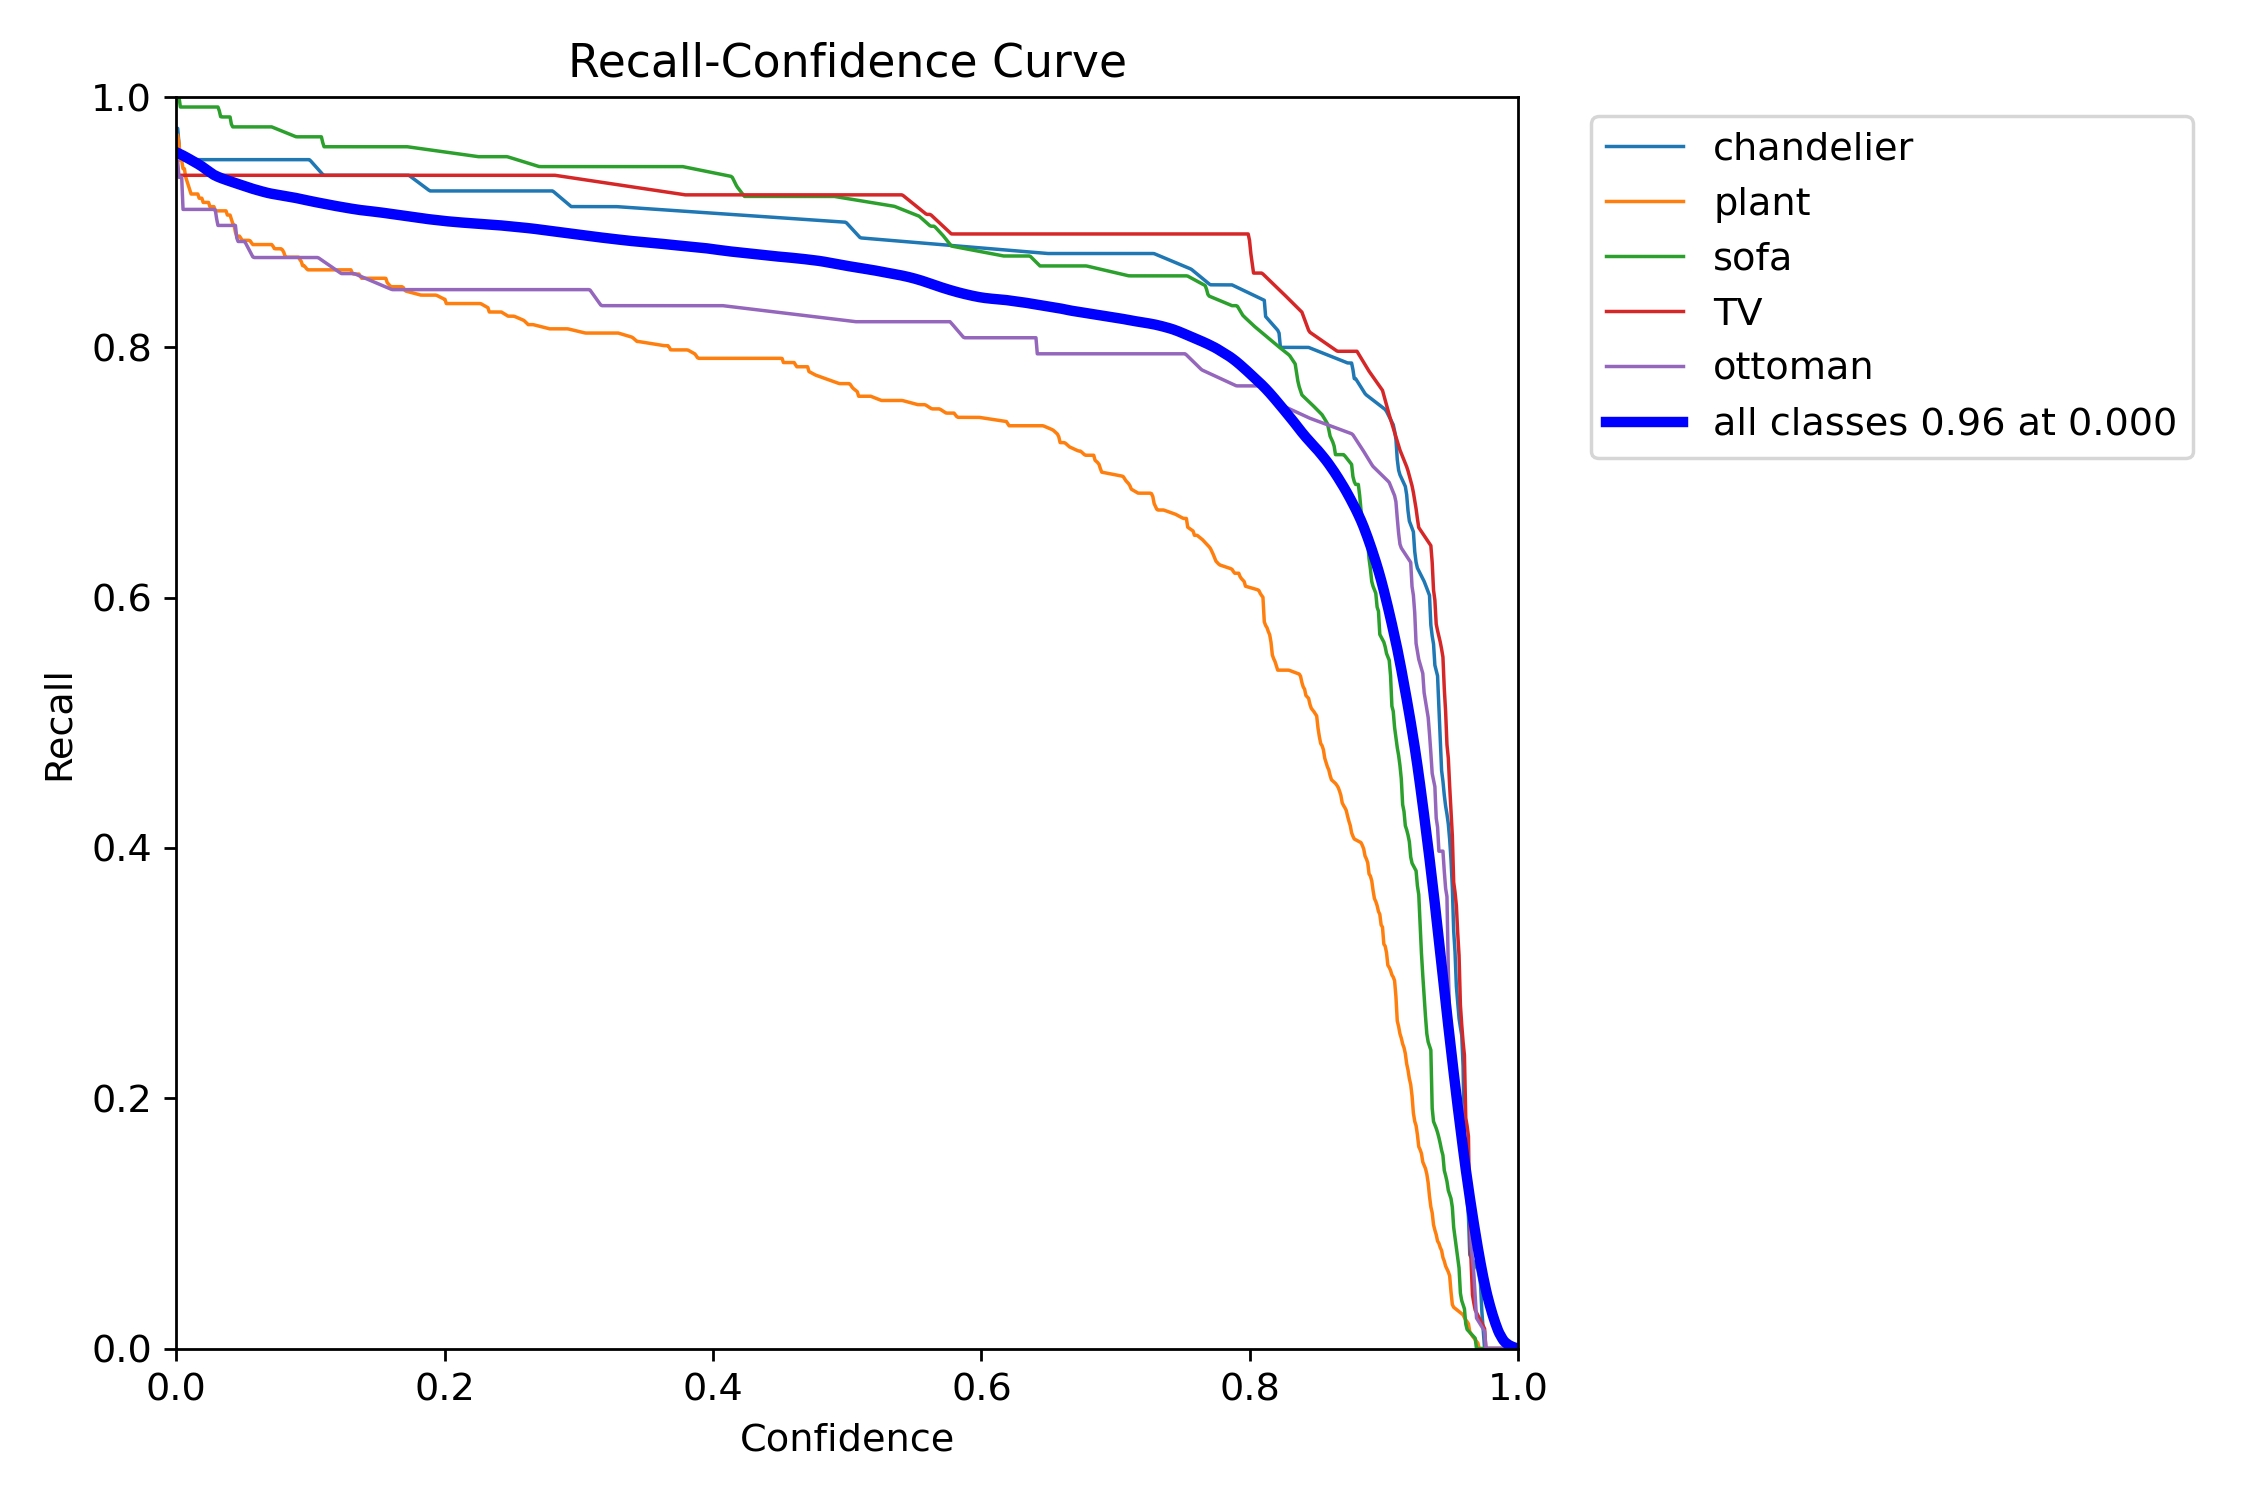 Recall-Confidence Curve
1.0
0.8
0.6
0.4
0.2
0.0
Recall
0.0 0.2 0.4 0.6 0.8 1.0
Confidence
chandelier
plant
sofa
TV
ottoman
all classes 0.96 at 0.000